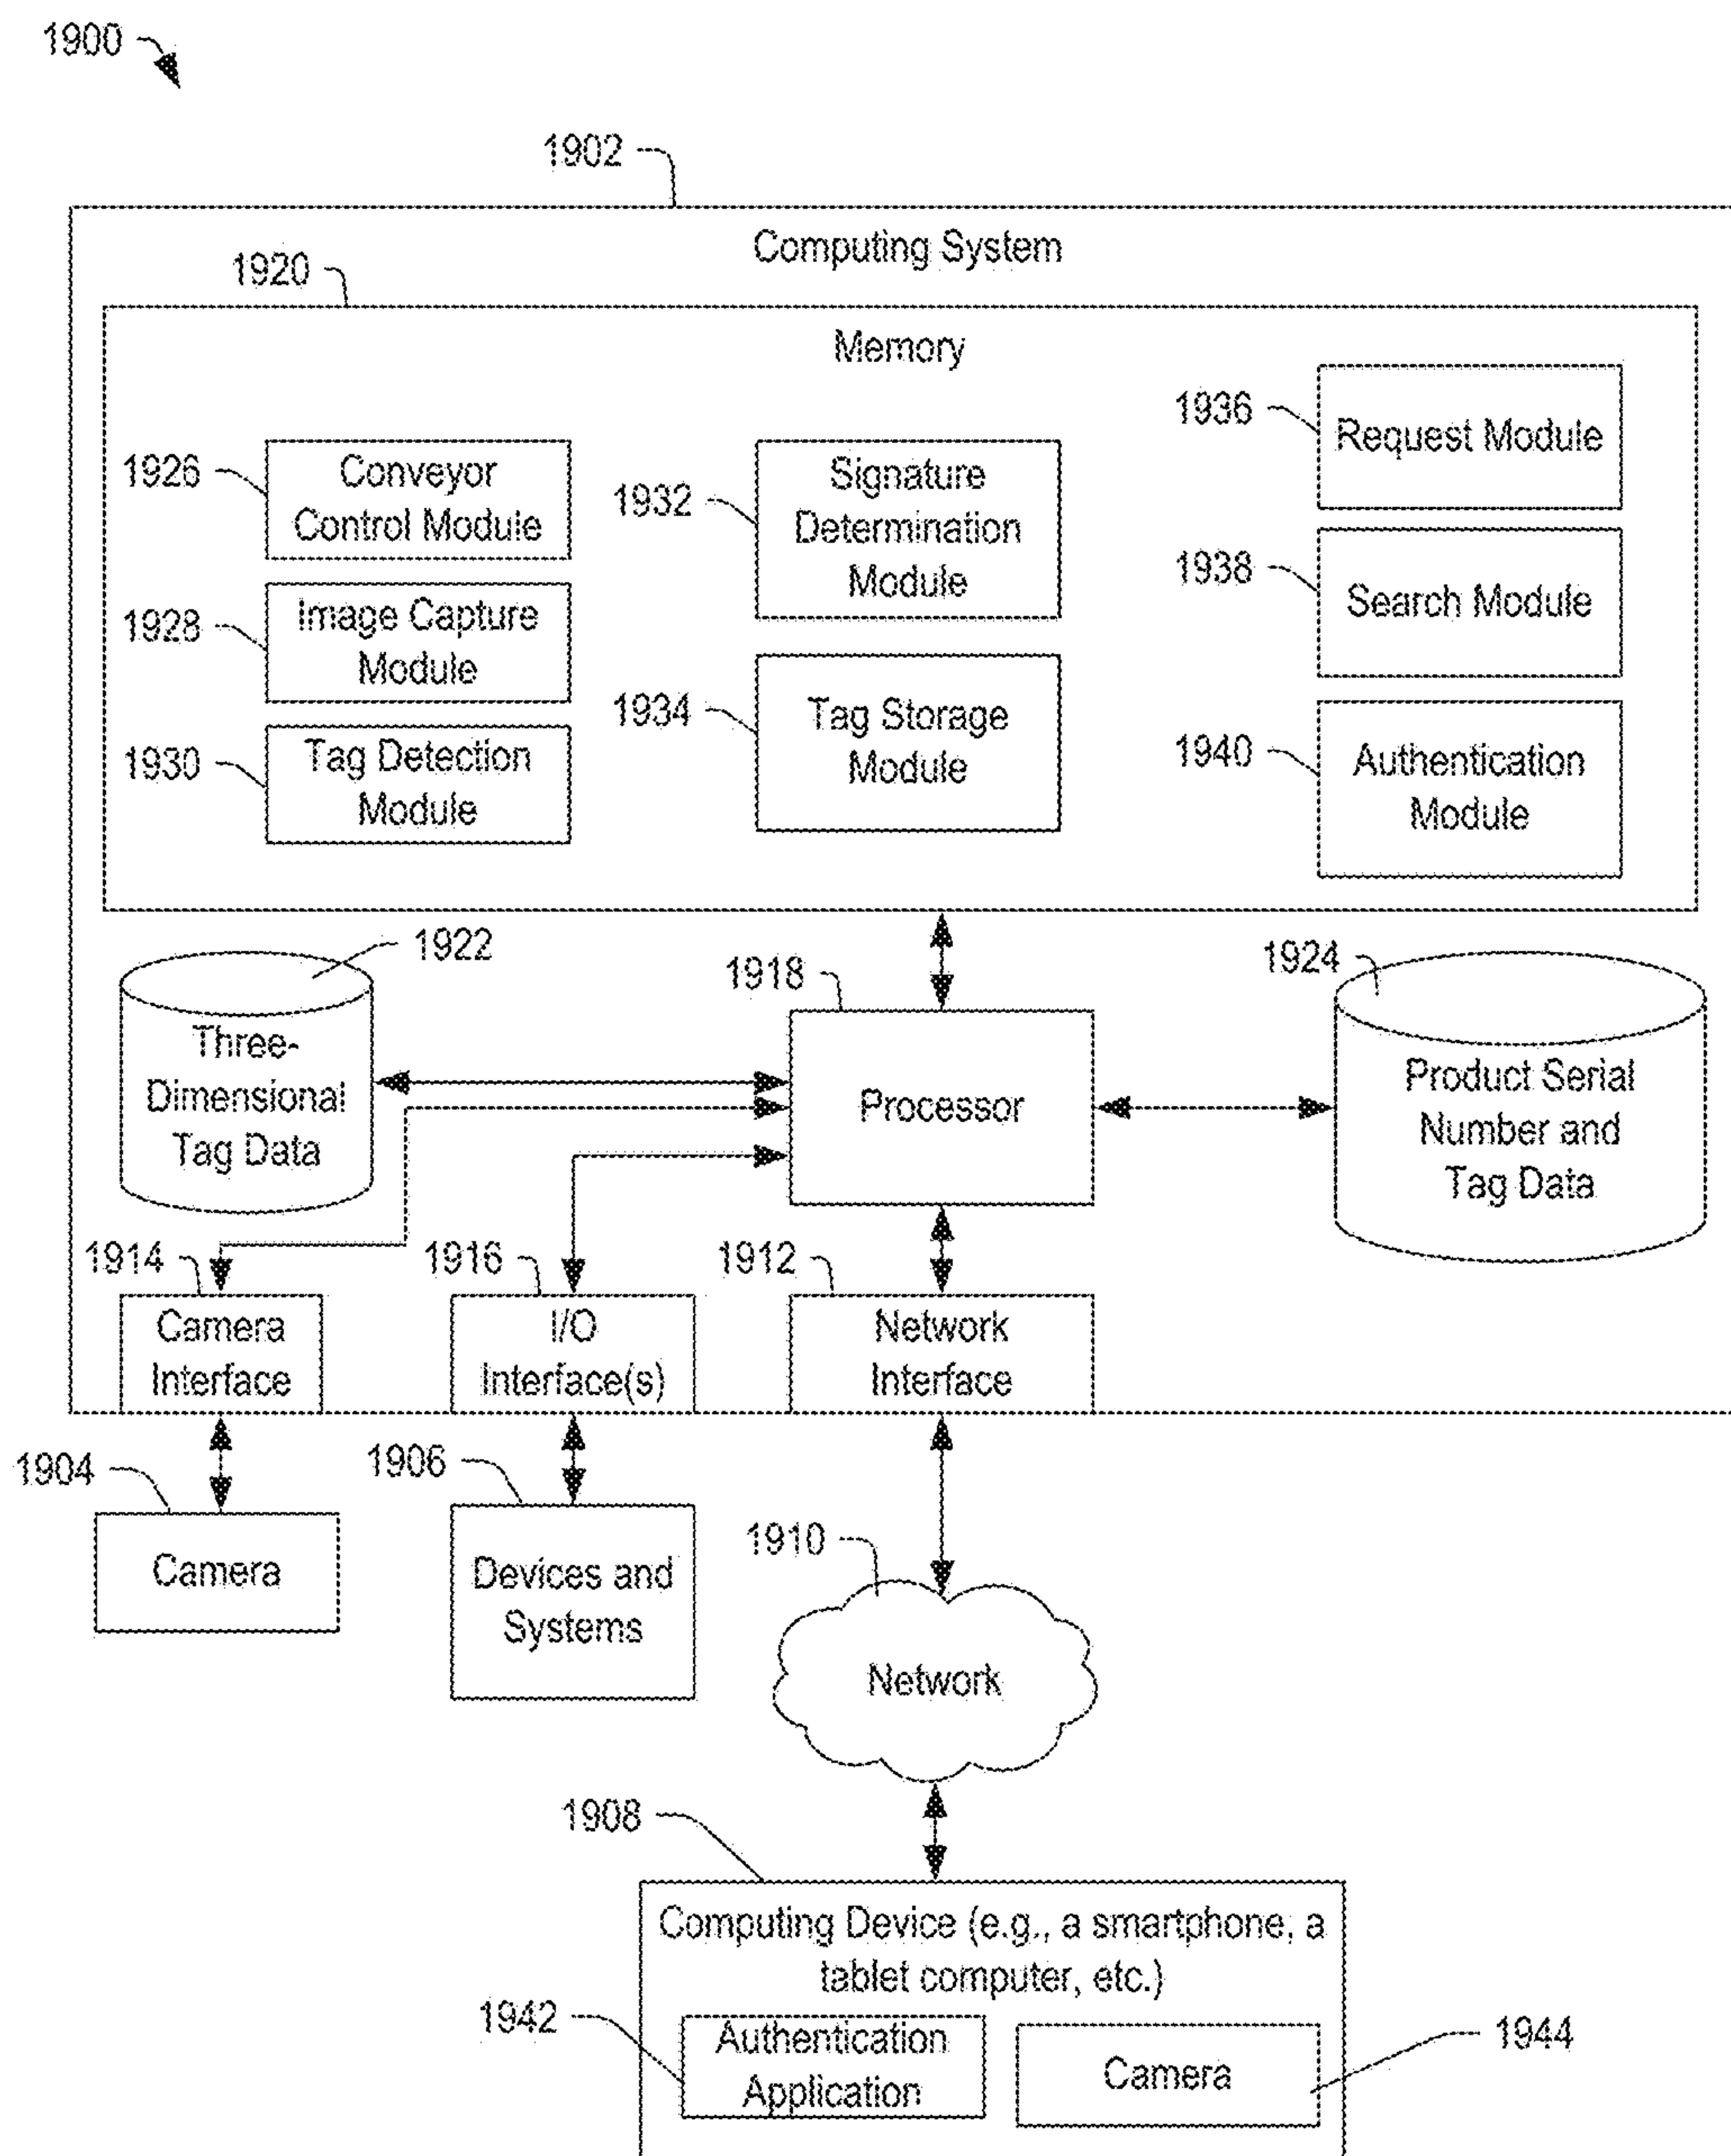 1900
1902
Computing System
1920
Memory
1926
Conveyor
Control Module
1928
Image Capture
Module
1930
Tag Detection
Module
1932
Signature
Determination
Module
1934
Tag Storage
Module
1936
Request Module
1938
Search Module
1940
Authentication
Module
1922
Three-
Dimensional
Tag Data
1918
Processor
1924
Product Serial
Number and
Tag Data
1914
Camera
Interface
1916
I/O
Interface(s)
1912
Network
Interface
1904
Camera
1906
Devices and
Systems
1910
Network
1908
Computing Device (e.g., a smartphone, a
tablet computer, etc.)
1942
Authentication
Application
Camera
1944